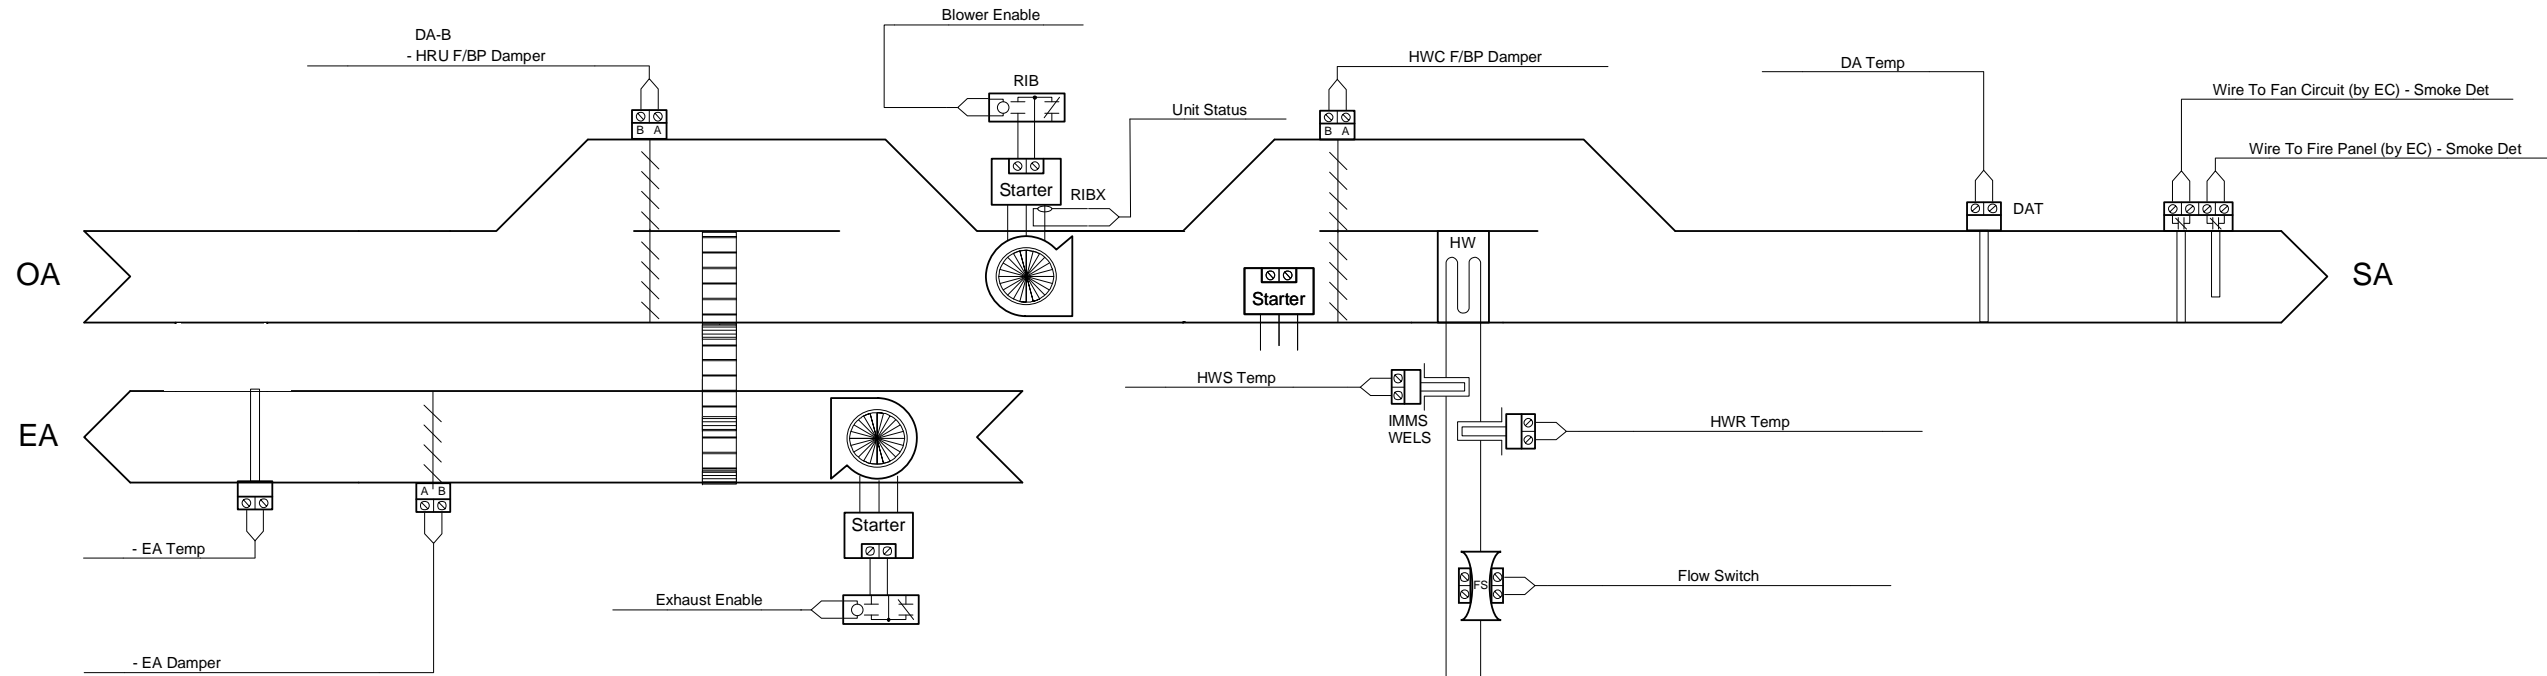 Blower Enable
DA-B
- HRU F/BP Damper
HWC F/BP Damper
DA Temp
RIB
Wire To Fan Circuit (by EC) - Smoke Det
Unit Status
B A
B A
Wire To Fire Panel (by EC) - Smoke Det
Starter
RIBX
DAT
HW
OA
SA
Starter
HWS Temp
IMMS
WELS
HWR Temp
EA
A B
Starter
- EA Temp
Flow Switch
FS
Exhaust Enable
- EA Damper